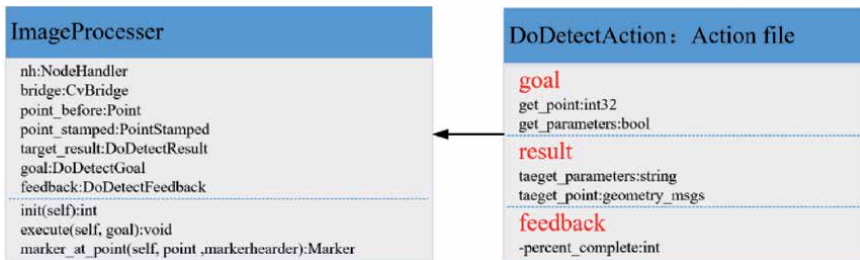 ImageProcesser
nh:NodeHandler
bridge:CvBridge
point_before:Point
point_stamped:PointStamped
target_result:DoDetectResult
goal:DoDetectGoal
feedback:DoDetectFeedback
init(self):int
execute(self, goal):void
marker_at_point(self, point ,markerhearder):Marker
DoDetectAction：Action file
goal
get_point:int32
get_parameters:bool
result
taeget_parameters:string
taeget_point:geometry_msgs
feedback
-percent_complete:int